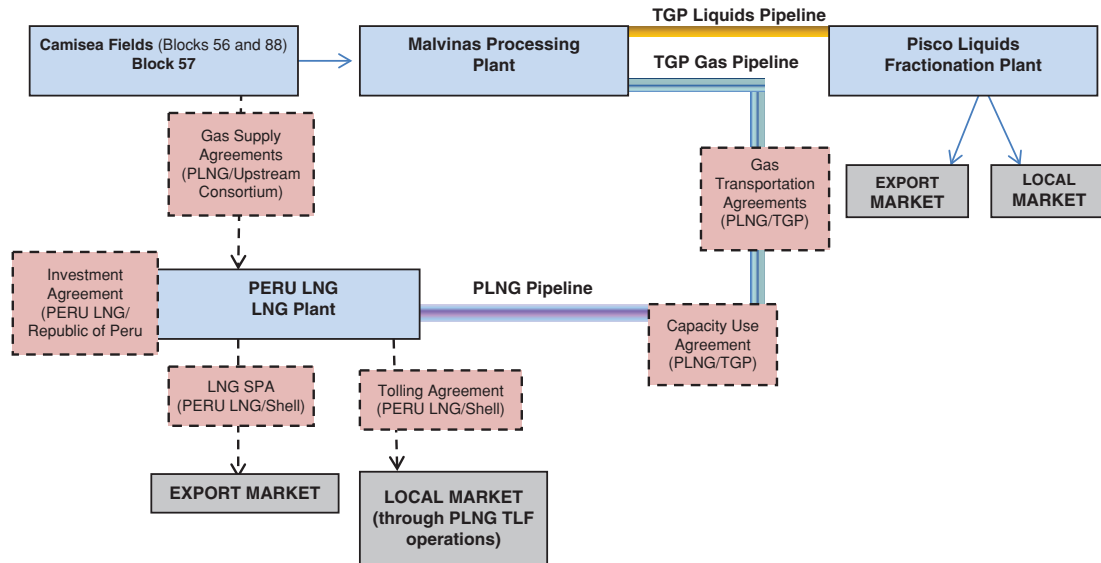 TGP Liquids Pipeline
Camisea Fields (Blocks 56 and 88)
Block 57
Malvinas Processing
Plant
TGP Gas Pipeline
Pisco Liquids
Fractionation Plant
Gas Supply
Agreements
(PLNG/Upstream
Consortium)
Gas
Transportation
Agreements
(PLNG/TGP)
EXPORT
MARKET
LOCAL
MARKET
Investment
Agreement
(PERU LNG/
Republic of Peru
PERU LNG
LNG Plant
PLNG Pipeline
Capacity Use
Agreement
(PLNG/TGP)
LNG SPA
(PERU LNG/Shell)
Tolling Agreement
(PERU LNG/Shell)
EXPORT MARKET
LOCAL MARKET
(through PLNG TLF
operations)